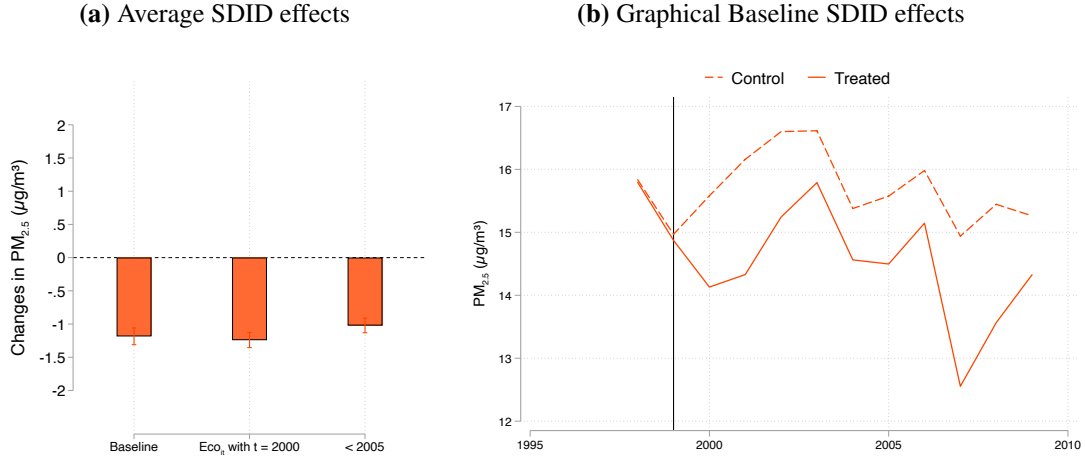 (a) Average SDID effects
(b) Graphical Baseline SDID effects
Changes in PM2.5 (µg/m³)
2
1.5
1
.5
0
-.5
-1
-1.5
-2
Baseline
Ecoit with t = 2000
< 2005
Control
Treated
PM2.5 (µg/m³)
17
16
15
14
13
12
1995
2000
2005
2010